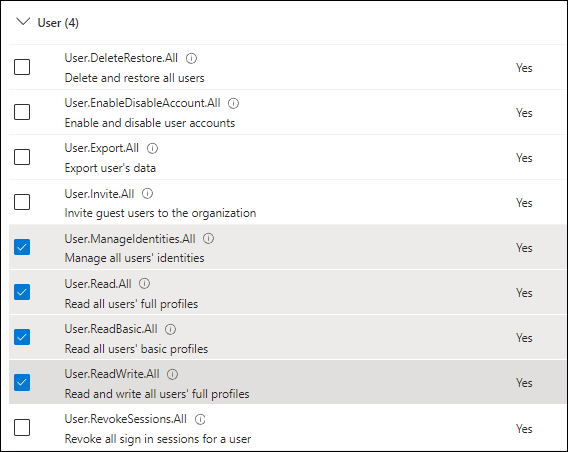 User (4)
User.DeleteRestore.All
Delete and restore all users
Yes
User.EnableDisableAccount.All
Enable and disable user accounts
Yes
User.Export.All
Export user's data
Yes
User.Invite.All
Invite guest users to the organization
Yes
User.ManageIdentities.All
Manage all users' identities
Yes
User.Read.All
Read all users' full profiles
Yes
User.ReadBasic.All
Read all users' basic profiles
Yes
User.ReadWrite.All
Read and write all users' full profiles
Yes
User.RevokeSessions.All
Revoke all sign in sessions for a user
Yes